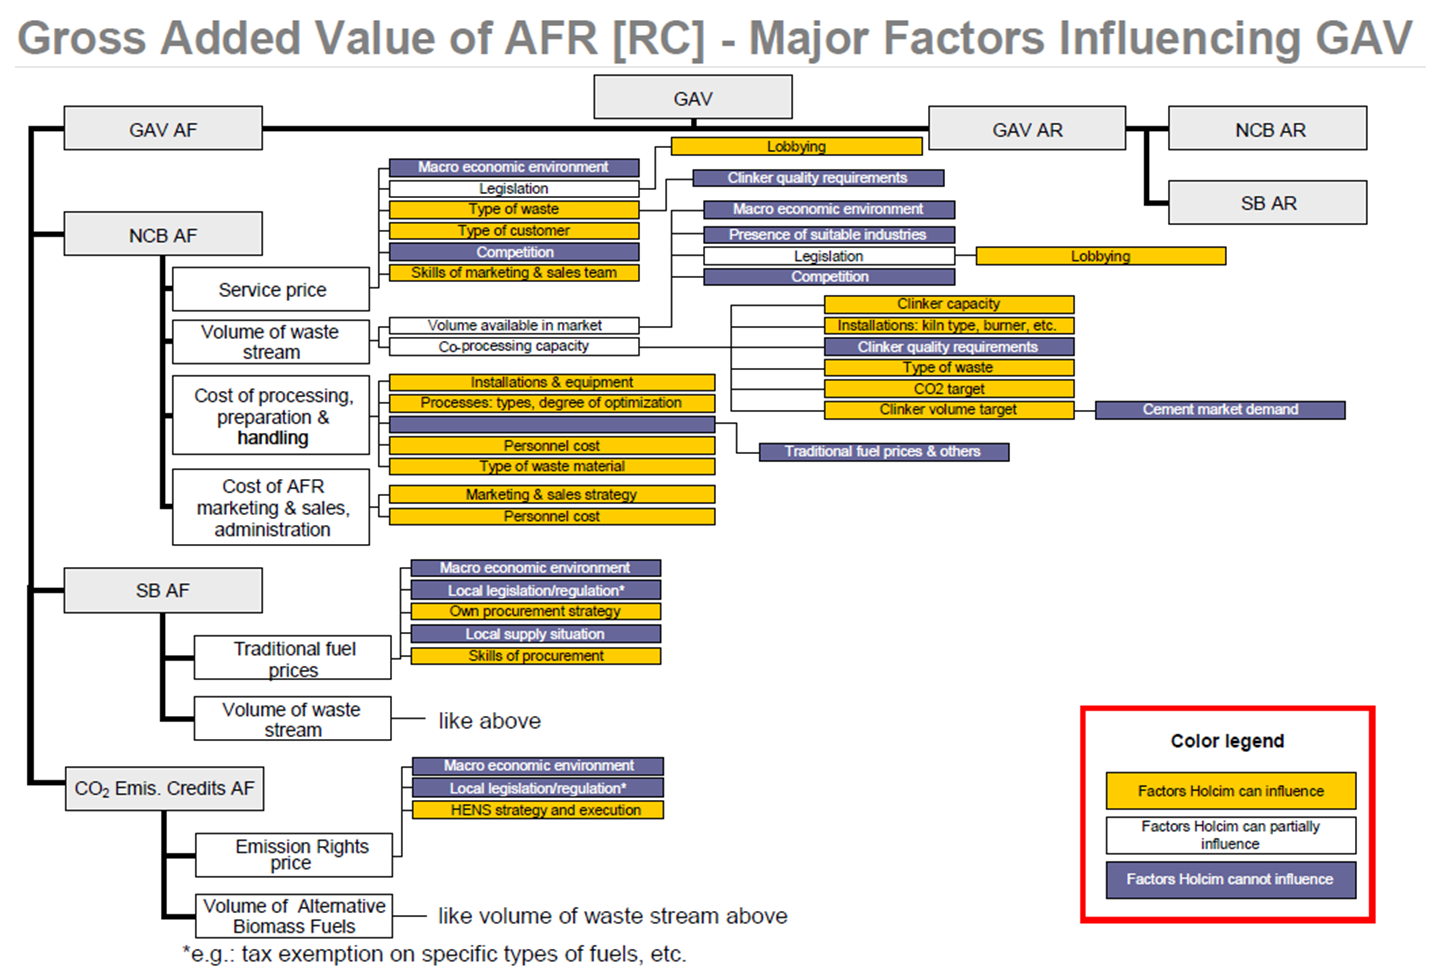 Gross Added Value of AFR [RC] - Major Factors Influencing GAV
GAV
GAV AF
GAV AR
NCB AR
SB AR
Lobbying
Macro economic environment
Legislation
Type of waste
Type of customer
Competition
Skills of marketing & sales team
Clinker quality requirements
Macro economic environment
Presence of suitable industries
Legislation
Competition
Lobbying
NCB AF
Service price
Volume of waste
stream
Volume available in market
Co-processing capacity
Clinker capacity
Installations: kiln type, burner, etc.
Clinker quality requirements
Type of waste
CO2 target
Clinker volume target
Cement market demand
Cost of processing,
preparation &
handling
Installations & equipment
Processes: types, degree of optimization
Personnel cost
Type of waste material
Traditional fuel prices & others
Cost of AFR
marketing & sales,
administration
Marketing & sales strategy
Personnel cost
SB AF
Traditional fuel
prices
Macro economic environment
Local legislation/regulation*
Own procurement strategy
Local supply situation
Skills of procurement
Volume of waste
stream
like above
CO₂ Emis. Credits AF
Emission Rights
price
Macro economic environment
Local legislation/regulation*
HENS strategy and execution
Volume of Alternative
Biomass Fuels
like volume of waste stream above
*e.g.: tax exemption on specific types of fuels, etc.
Color legend
Factors Holcim can influence
Factors Holcim can partially
influence
Factors Holcim cannot influence